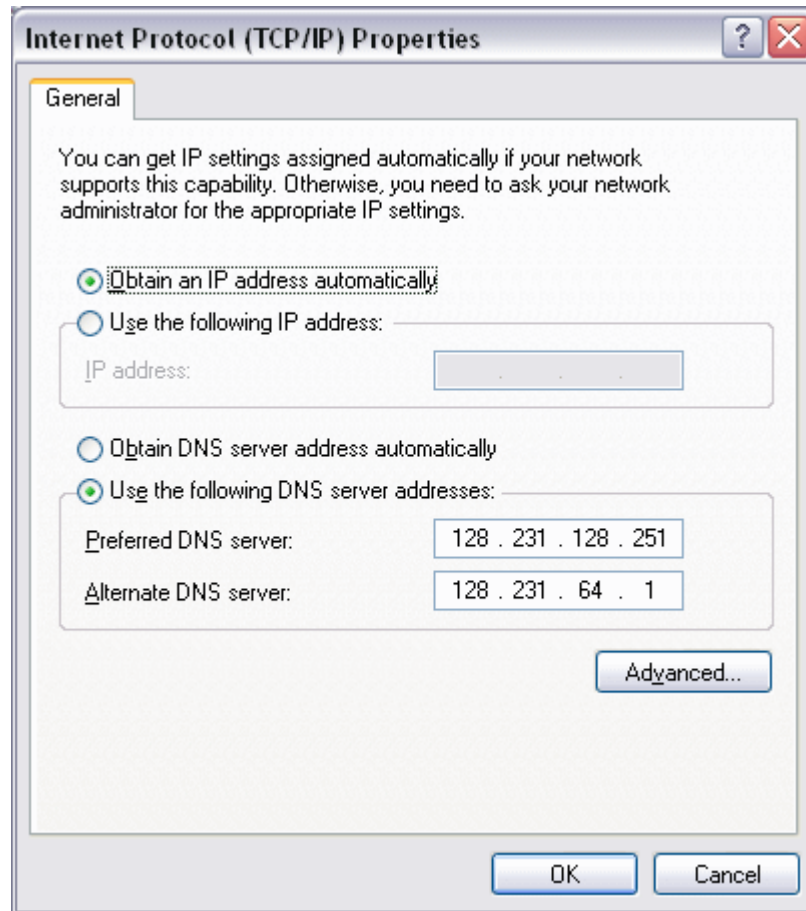 Internet Protocol (TCP/IP) Properties
General
You can get IP settings assigned automatically if your network
supports this capability. Otherwise, you need to ask your network
administrator for the appropriate IP settings.
Obtain an IP address automatically
Use the following IP address:
IP address:
. . .
Obtain DNS server address automatically
Use the following DNS server addresses:
Preferred DNS server: 128 . 231 . 128 . 251
Alternate DNS server: 128 . 231 . 64 . 1
Advanced...
OK Cancel